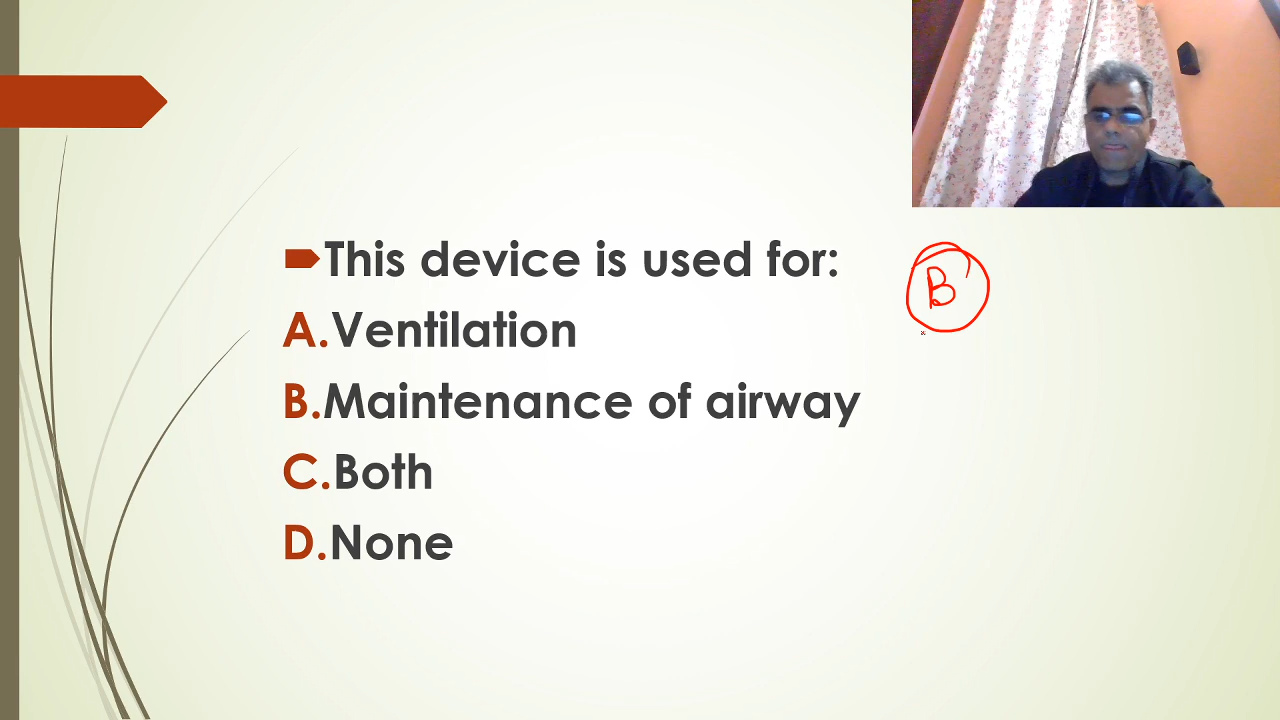 This device is used for:
B
A.Ventilation
B.Maintenance of airway
C.Both
D.None